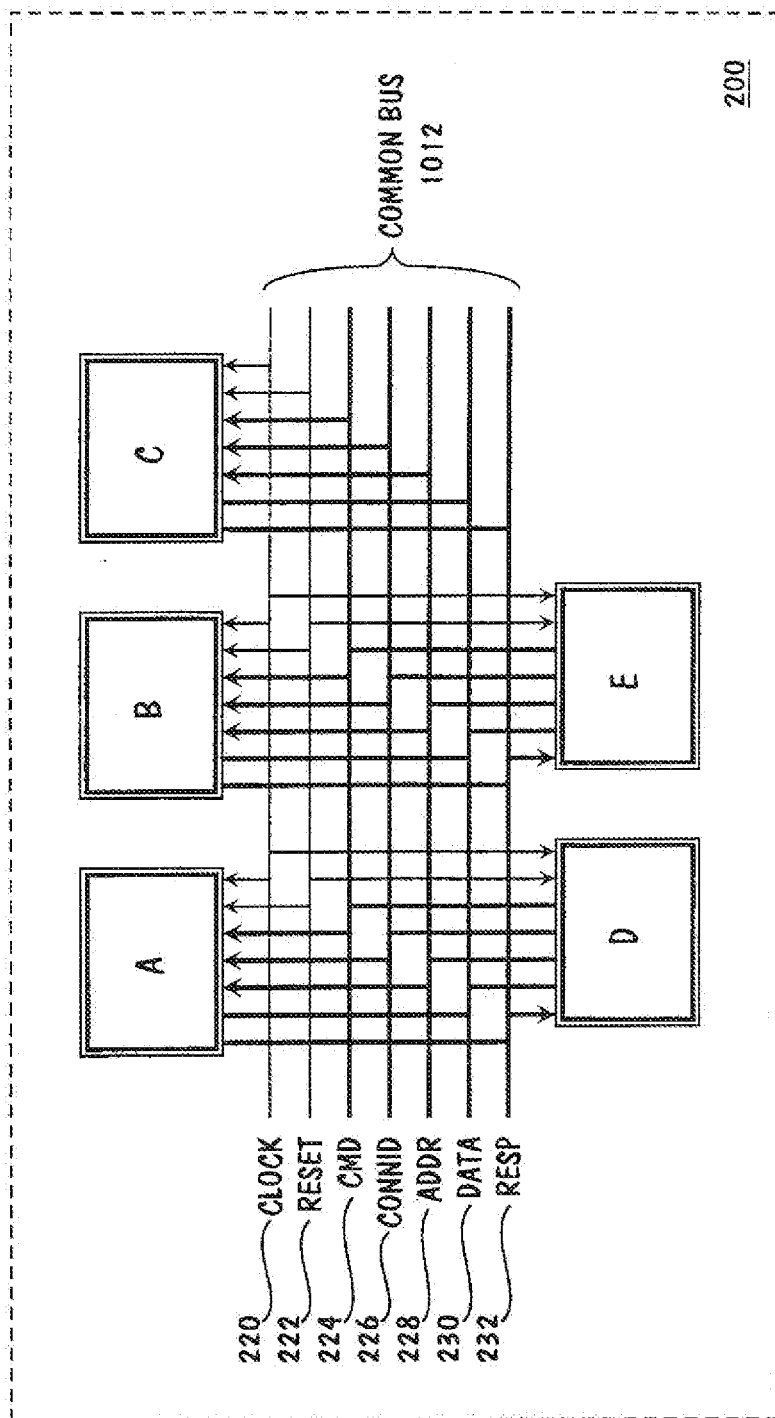 A
B
C
220 CLOCK
222 RESET
224 CMD
226 CONNID
228 ADDR
230 DATA
232 RESP
COMMON BUS
1012
D
E
200